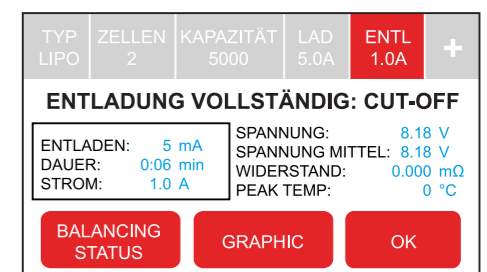 TYP ZELLEN KAPAZITÄT LAD ENTL +
LIPO 2 5000 5.0A 1.0A
ENTLADUNG VOLLSTÄNDIG: CUT-OFF
ENTLADEN: 5 mA
DAUER: 0:06 min
STROM: 1.0 A
SPANNUNG: 8.18 V
SPANNUNG MITTEL: 8.18 V
WIDERSTAND: 0.000 mΩ
PEAK TEMP: 0 °C
BALANCING
STATUS
GRAPHIC
OK